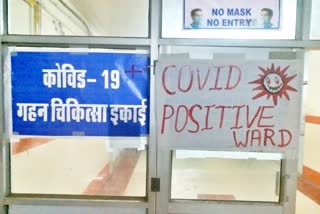 NO MASK
NO ENTRY
कोविड- 19
गहन चिकित्सा इकाई
COVID
POSITIVE
WARD